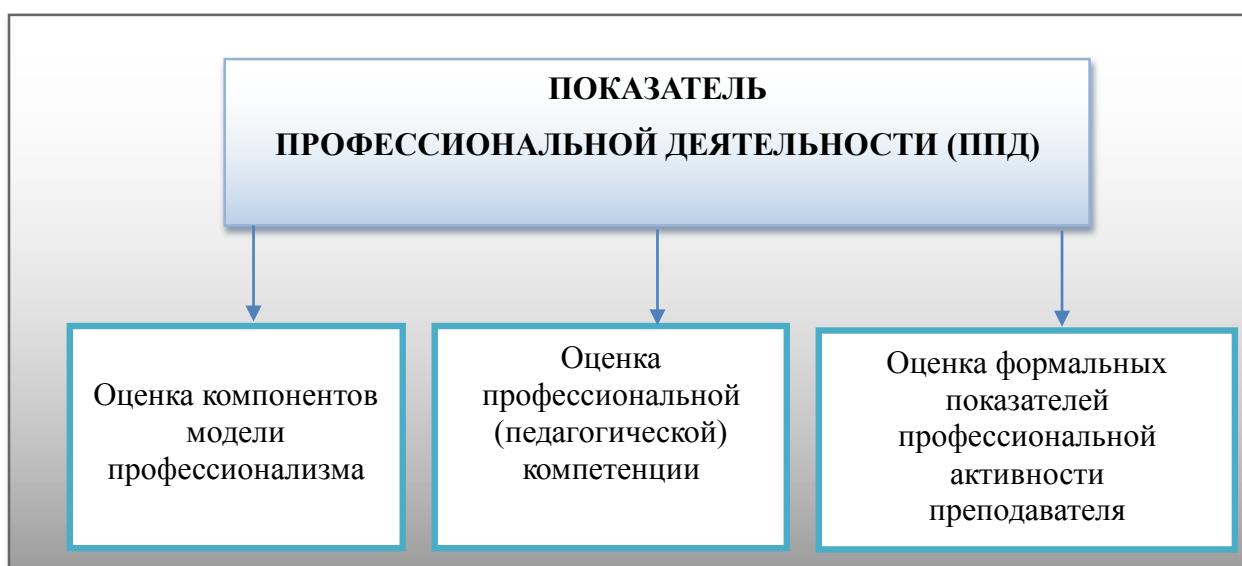 ПОКАЗАТЕЛЬ
ПРОФЕССИОНАЛЬНОЙ ДЕЯТЕЛЬНОСТИ (ППД)
Оценка компонентов
модели
профессионализма
Оценка
профессиональной
(педагогической)
компетенции
Оценка формальных
показателей
профессиональной
активности
преподавателя